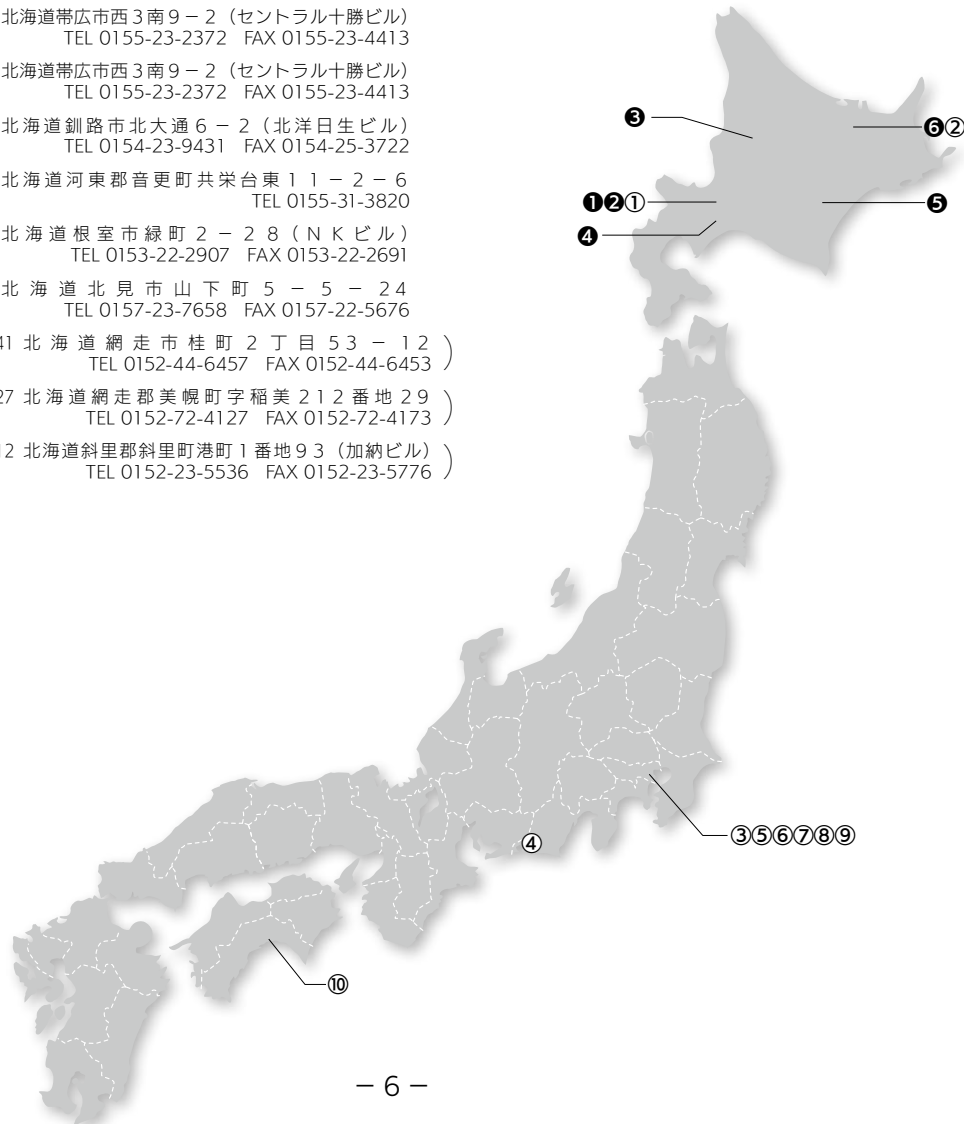 北海道帯広市西3南9-2(セントラル十勝ビル)
TEL 0155-23-2372 FAX 0155-23-4413
北海道帯広市西3南9-2(セントラル十勝ビル)
TEL 0155-23-2372 FAX 0155-23-4413
北海道釧路市北大通6-2(北洋日生ビル)
TEL 0154-23-9431 FAX 0154-25-3722
北海道河東郡音更町共栄台東11-2-6
TEL 0155-31-3820
北海道根室市緑町2-28(NKビル)
TEL 0153-22-2907 FAX 0153-22-2691
北海道北見市山下町5-5-24
TEL 0157-23-7658 FAX 0157-22-5676
41 北海道網走市桂町2丁目53-12
TEL 0152-44-6457 FAX 0152-44-6453 )
27 北海道網走郡美幌町字稲美212番地29
TEL 0152-72-4127 FAX 0152-72-4173 )
12 北海道斜里郡斜里町港町1番地93(加納ビル)
TEL 0152-23-5536 FAX 0152-23-5776 )
❸
❻②
❶❷①
❺
❹
③⑤⑥⑦⑧⑨
④
⑩
- 6 -